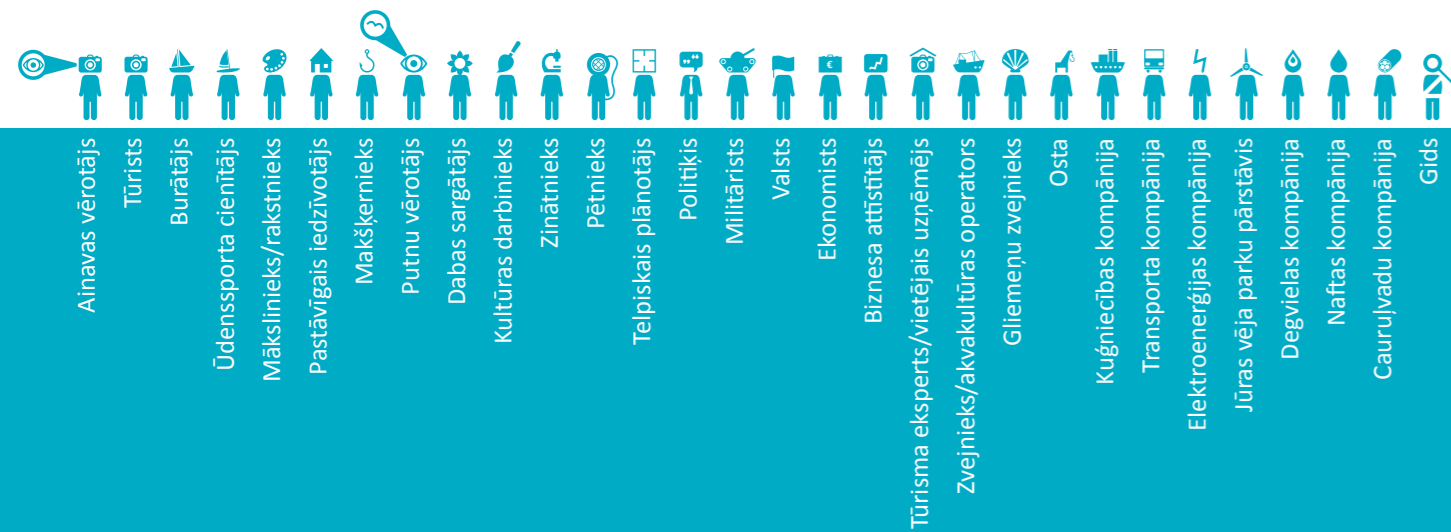 Ainavas vērotājs
Tūrists
Burātājs
Ūdenssporta cienītājs
Mākslinieks/rakstnieks
Pastāvīgais iedzīvotājs
Makšķernieks
Putnu vērotājs
Dabas sargātājs
Kultūras darbinieks
Zinātnieks
Pētnieks
Telpiskais plānotājs
Politiķis
Militārists
Valsts
Ekonomists
Biznesa attīstītājs
Tūrisma eksperts/vietējais uzņēmējs
Zvejnieks/akvakultūras operators
Gliemeņu zvejnieks
Osta
Kuģniecības kompānija
Transporta kompānija
Elektroenerģijas kompānija
Jūras vēja parku pārstāvis
Degvielas kompānija
Naftas kompānija
Cauruļvadu kompānija
Gids